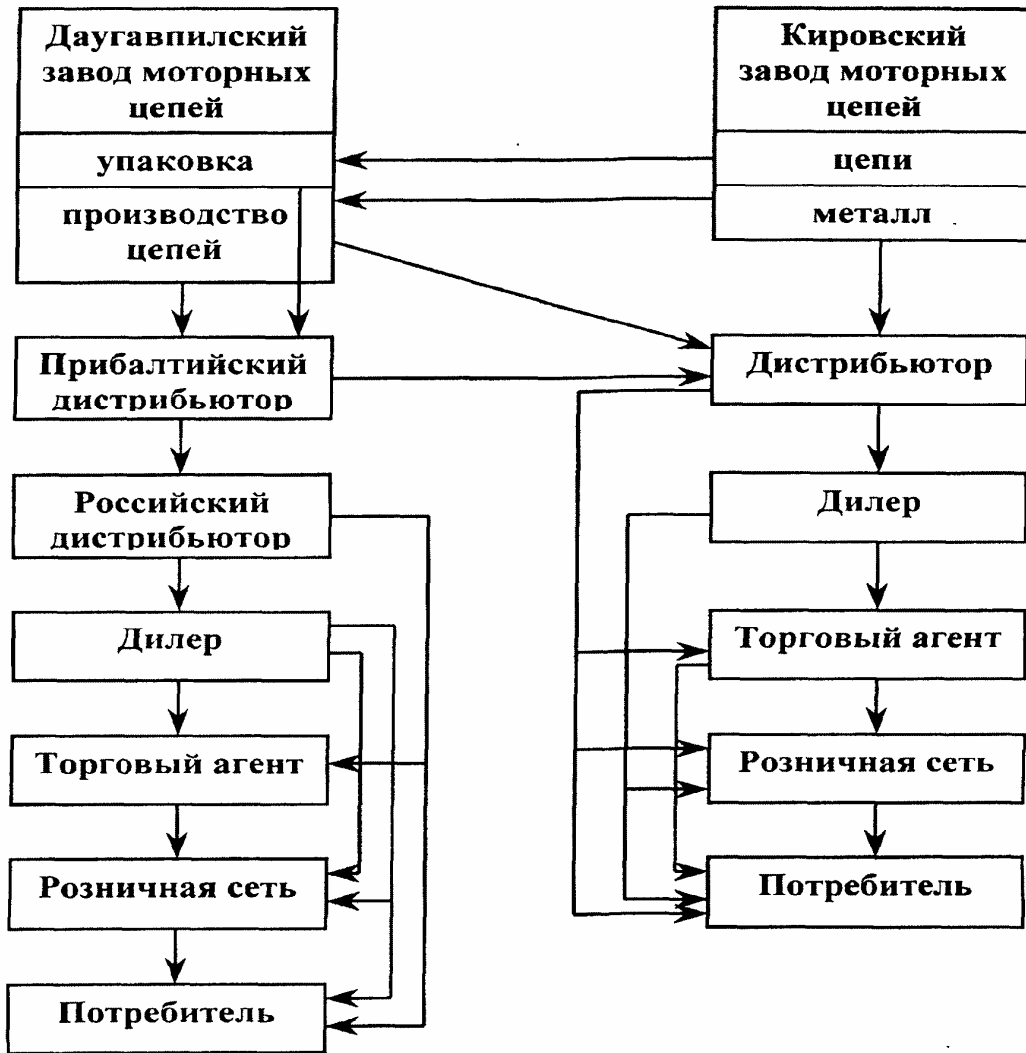 Даугавпилский
завод моторных
цепей
упаковка
производство
цепей
Прибалтийский
дистрибьютор
Российский
дистрибьютор
Дилер
Торговый агент
Розничная сеть
Потребитель
Кировский
завод моторных
цепей
цепи
металл
Дистрибьютор
Дилер
Торговый агент
Розничная сеть
Потребитель